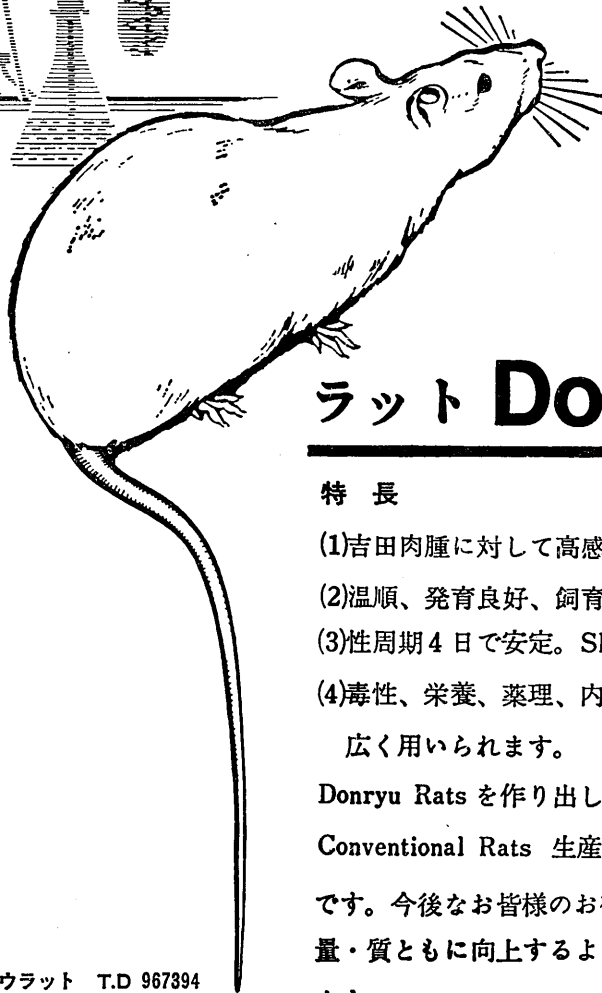 ラット Do
特 長
(1)吉田肉腫に対して高感
(2)温順、発育良好、飼育
(3)性周期4日で安定。S
(4)毒性、栄養、薬理、内
広く用いられます。
Donryu Rats を作り出し
Conventional Rats 生産
です。今後なお皆様のお
量・質ともに向上するよ
ウラット T.D 967394